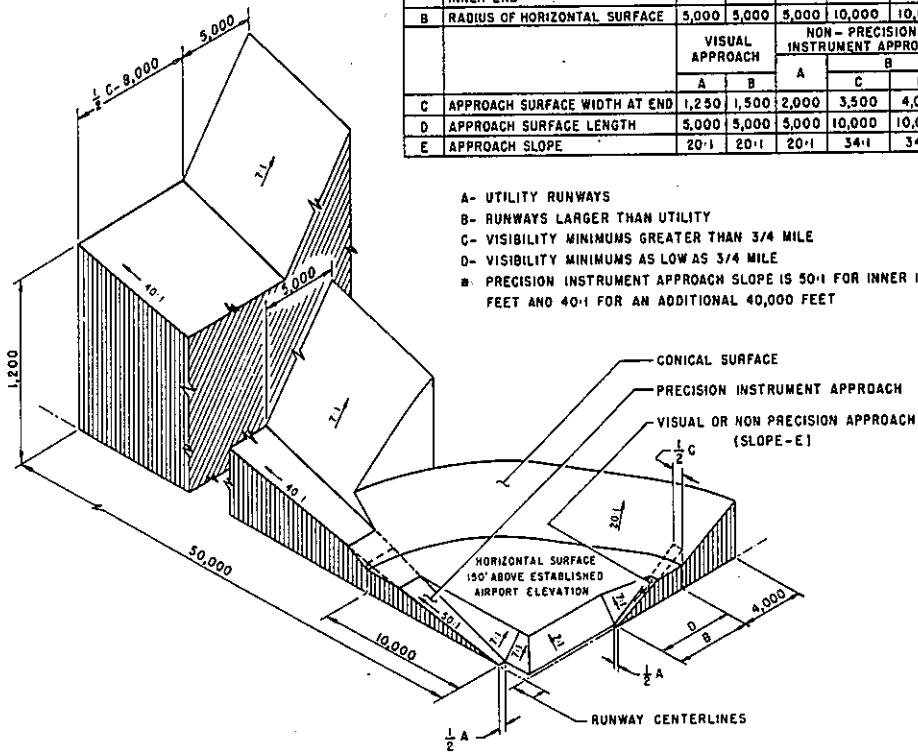 B RADIUS OF HORIZONTAL SURFACE 5,000 5,000 5,000 10,000
VISUAL APPROACH
NON-PRECISION
A B A B
C
C APPROACH SURFACE WIDTH AT END 1,250 1,500 2,000 3,500
D APPROACH SURFACE LENGTH 5,000 5,000 5,000 10,000
E APPROACH SLOPE 20:1 20:1 20:1 34:1
A- UTILITY RUNWAYS
B- RUNWAYS LARGER THAN UTILITY
C- VISIBILITY MINIMUMS GREATER THAN 3/4 MILE
D- VISIBILITY MINIMUMS AS LOW AS 3/4 MILE
* PRECISION INSTRUMENT APPROACH SLOPE IS 50:1 FOR INNER
FEET AND 40:1 FOR AN ADDITIONAL 40,000 FEET
5,000
1/2 C-8,000
7:1
40:1
5,000
1,200
7:1
40:1
CONICAL SURFACE
PRECISION INSTRUMENT APPROACH
VISUAL OR NON PRECISION APPROACH
(SLOPE-E)
1/2 C
20:1
HORIZONTAL SURFACE
150' ABOVE ESTABLISHED
AIRPORT ELEVATION
50,000
50:1
7:1
7:1
7:1
7:1
10,000
4,000
D
B
1/2 A
RUNWAY CENTERLINES
1/2 A